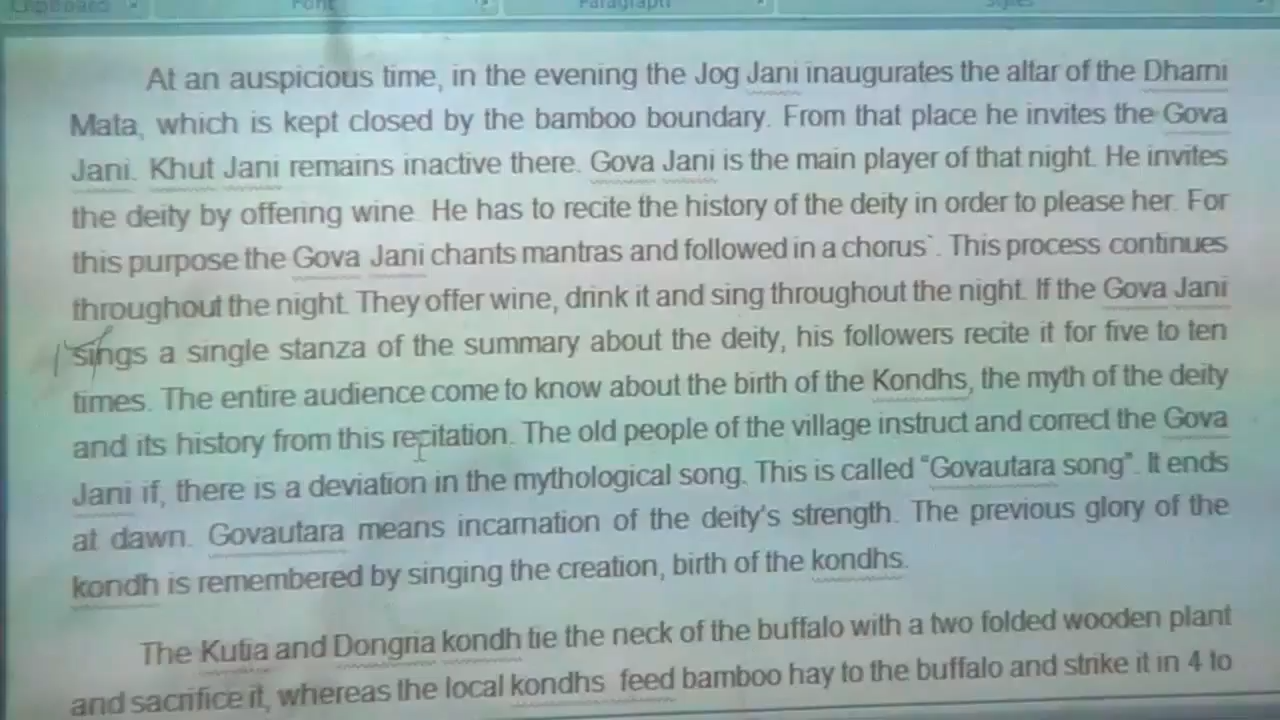 Clipboard Font Paragraph Styles
At an auspicious time, in the evening the Jog Jani inaugurates the altar of the Dharni
Mata, which is kept closed by the bamboo boundary. From that place he invites the Gova
Jani. Khut Jani remains inactive there. Gova Jani is the main player of that night. He invites
the deity by offering wine. He has to recite the history of the deity in order to please her. For
this purpose the Gova Jani chants mantras and followed in a chorus`. This process continues
throughout the night. They offer wine, drink it and sing throughout the night. If the Gova Jani
sings a single stanza of the summary about the deity, his followers recite it for five to ten
times. The entire audience come to know about the birth of the Kondhs, the myth of the deity
and its history from this recitation. The old people of the village instruct and correct the Gova
Jani if, there is a deviation in the mythological song. This is called “Govautara song”. It ends
at dawn. Govautara means incarnation of the deity's strength. The previous glory of the
kondh is remembered by singing the creation, birth of the kondhs.
The Kutia and Dongria kondh tie the neck of the buffalo with a two folded wooden plant
and sacrifice it, whereas the local kondhs feed bamboo hay to the buffalo and strike it in 4 to